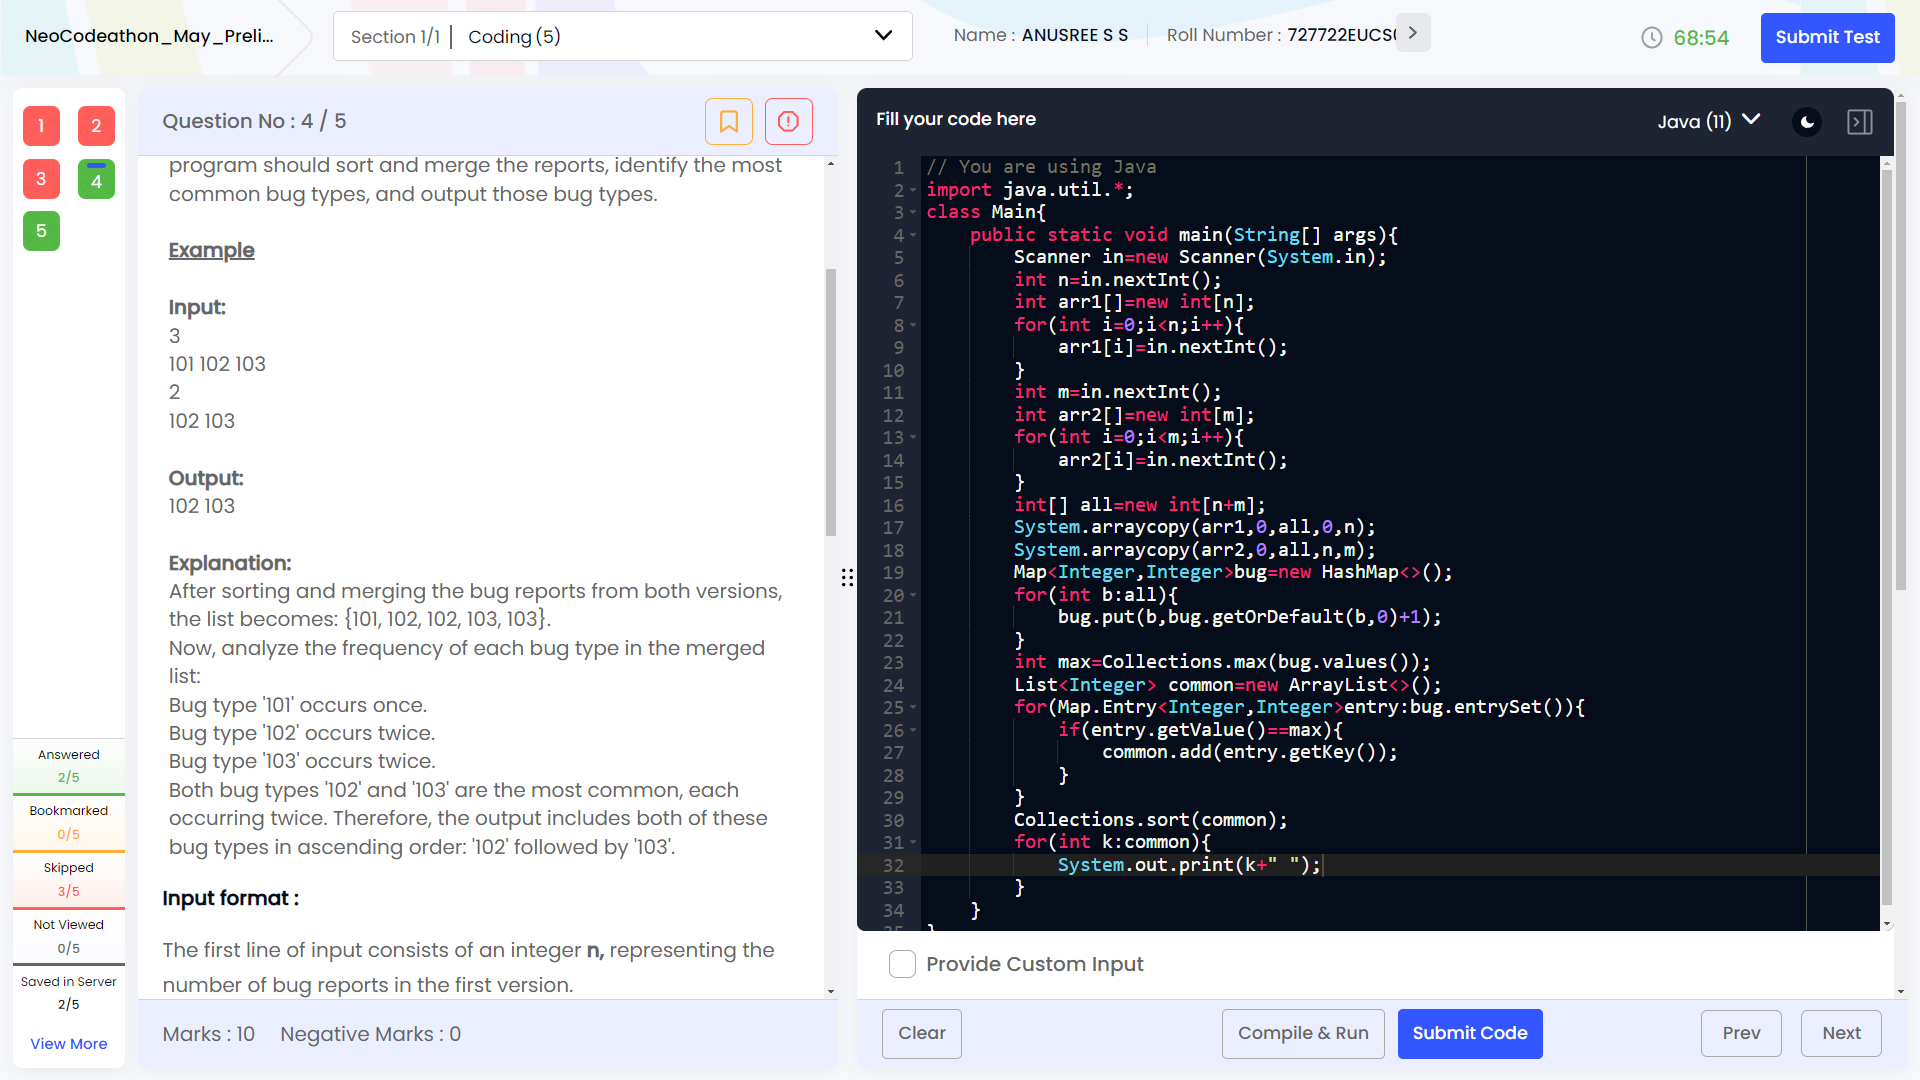 NeoCodeathon_May_Preli...
Section 1/1 | Coding (5)
Name : ANUSREE S S
Roll Number : 727722EUCS
68:54
Submit Test
1 2
3 4
5
Answered
2/5
Bookmarked
0/5
Skipped
3/5
Not Viewed
0/5
Saved in Server
2/5
View More
Question No : 4 / 5
program should sort and merge the reports, identify the most
common bug types, and output those bug types.
Example
Input:
3
101 102 103
2
102 103
Output:
102 103
Explanation:
After sorting and merging the bug reports from both versions,
the list becomes: {101, 102, 102, 103, 103}.
Now, analyze the frequency of each bug type in the merged
list:
Bug type '101' occurs once.
Bug type '102' occurs twice.
Bug type '103' occurs twice.
Both bug types '102' and '103' are the most common, each
occurring twice. Therefore, the output includes both of these
bug types in ascending order: '102' followed by '103'.
Input format :
The first line of input consists of an integer n, representing the
number of bug reports in the first version.
Marks : 10 Negative Marks : 0
Fill your code here
Java (11)
1 // You are using Java
2 import java.util.*;
3 class Main{
4 public static void main(String[] args){
5 Scanner in=new Scanner(System.in);
6 int n=in.nextInt();
7 int arr1[]=new int[n];
8 for(int i=0;i<n;i++){
9 arr1[i]=in.nextInt();
10 }
11 int m=in.nextInt();
12 int arr2[]=new int[m];
13 for(int i=0;i<m;i++){
14 arr2[i]=in.nextInt();
15 }
16 int[] all=new int[n+m];
17 System.arraycopy(arr1,0,all,0,n);
18 System.arraycopy(arr2,0,all,n,m);
19 Map<Integer,Integer>bug=new HashMap<>();
20 for(int b:all){
21 bug.put(b,bug.getOrDefault(b,0)+1);
22 }
23 int max=Collections.max(bug.values());
24 List<Integer> common=new ArrayList<>();
25 for(Map.Entry<Integer,Integer>entry:bug.entrySet()){
26 if(entry.getValue()==max){
27 common.add(entry.getKey());
28 }
29 }
30 Collections.sort(common);
31 for(int k:common){
32 System.out.print(k+" ");
33 }
34 }
35 }
Provide Custom Input
Clear
Compile & Run
Submit Code
Prev
Next